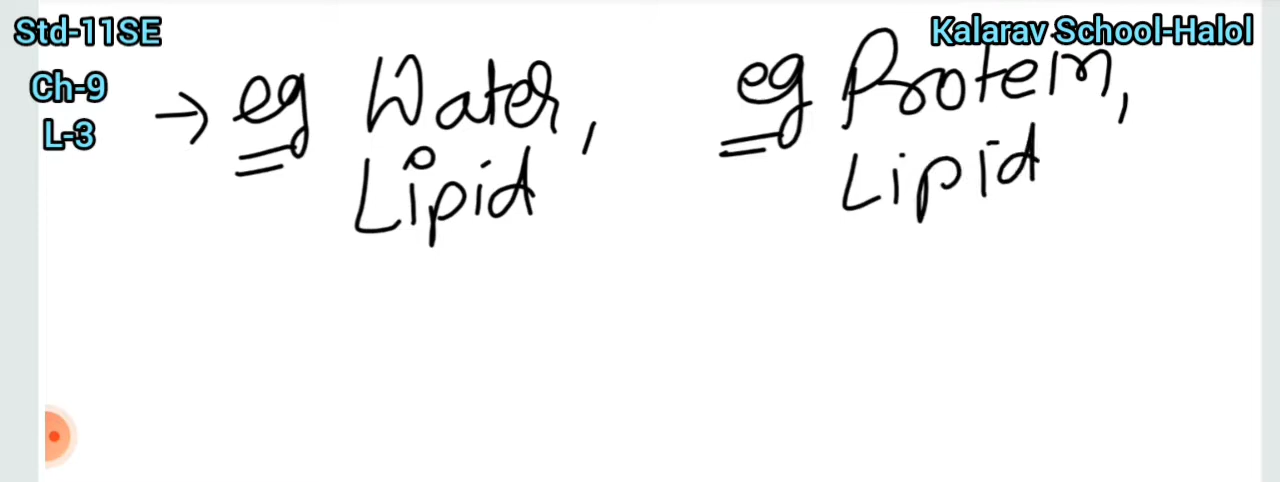 Std-11SE
Kalarav School-Halol
Ch-9
L-3
→ eg Water,
Lipid
eg Protein,
Lipid